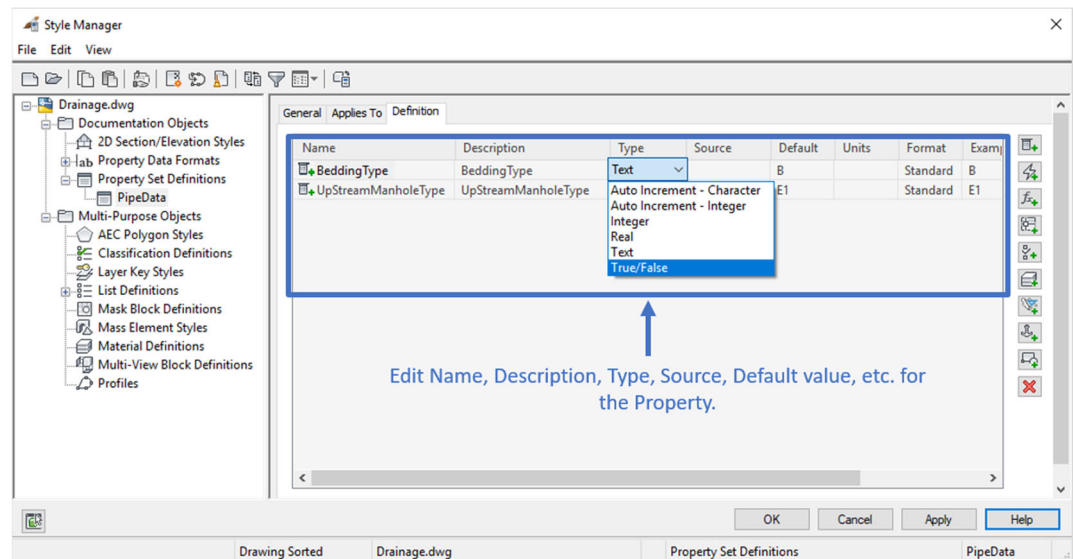 Style Manager
File Edit View
Drainage.dwg
Documentation Objects
2D Section/Elevation Styles
Property Data Formats
Property Set Definitions
PipeData
Multi-Purpose Objects
AEC Polygon Styles
Classification Definitions
Layer Key Styles
List Definitions
Mask Block Definitions
Mass Element Styles
Material Definitions
Multi-View Block Definitions
Profiles
General Applies To Definition
Name Description Type Source Default Units Format Examp
BeddingType BeddingType Text B Standard B
UpStreamManholeType UpStreamManholeType E1 Standard E1
Auto Increment - Character
Auto Increment - Integer
Integer
Real
Text
True/False
Edit Name, Description, Type, Source, Default value, etc. for
the Property.
OK Cancel Apply Help
Drawing Sorted Drainage.dwg Property Set Definitions PipeData